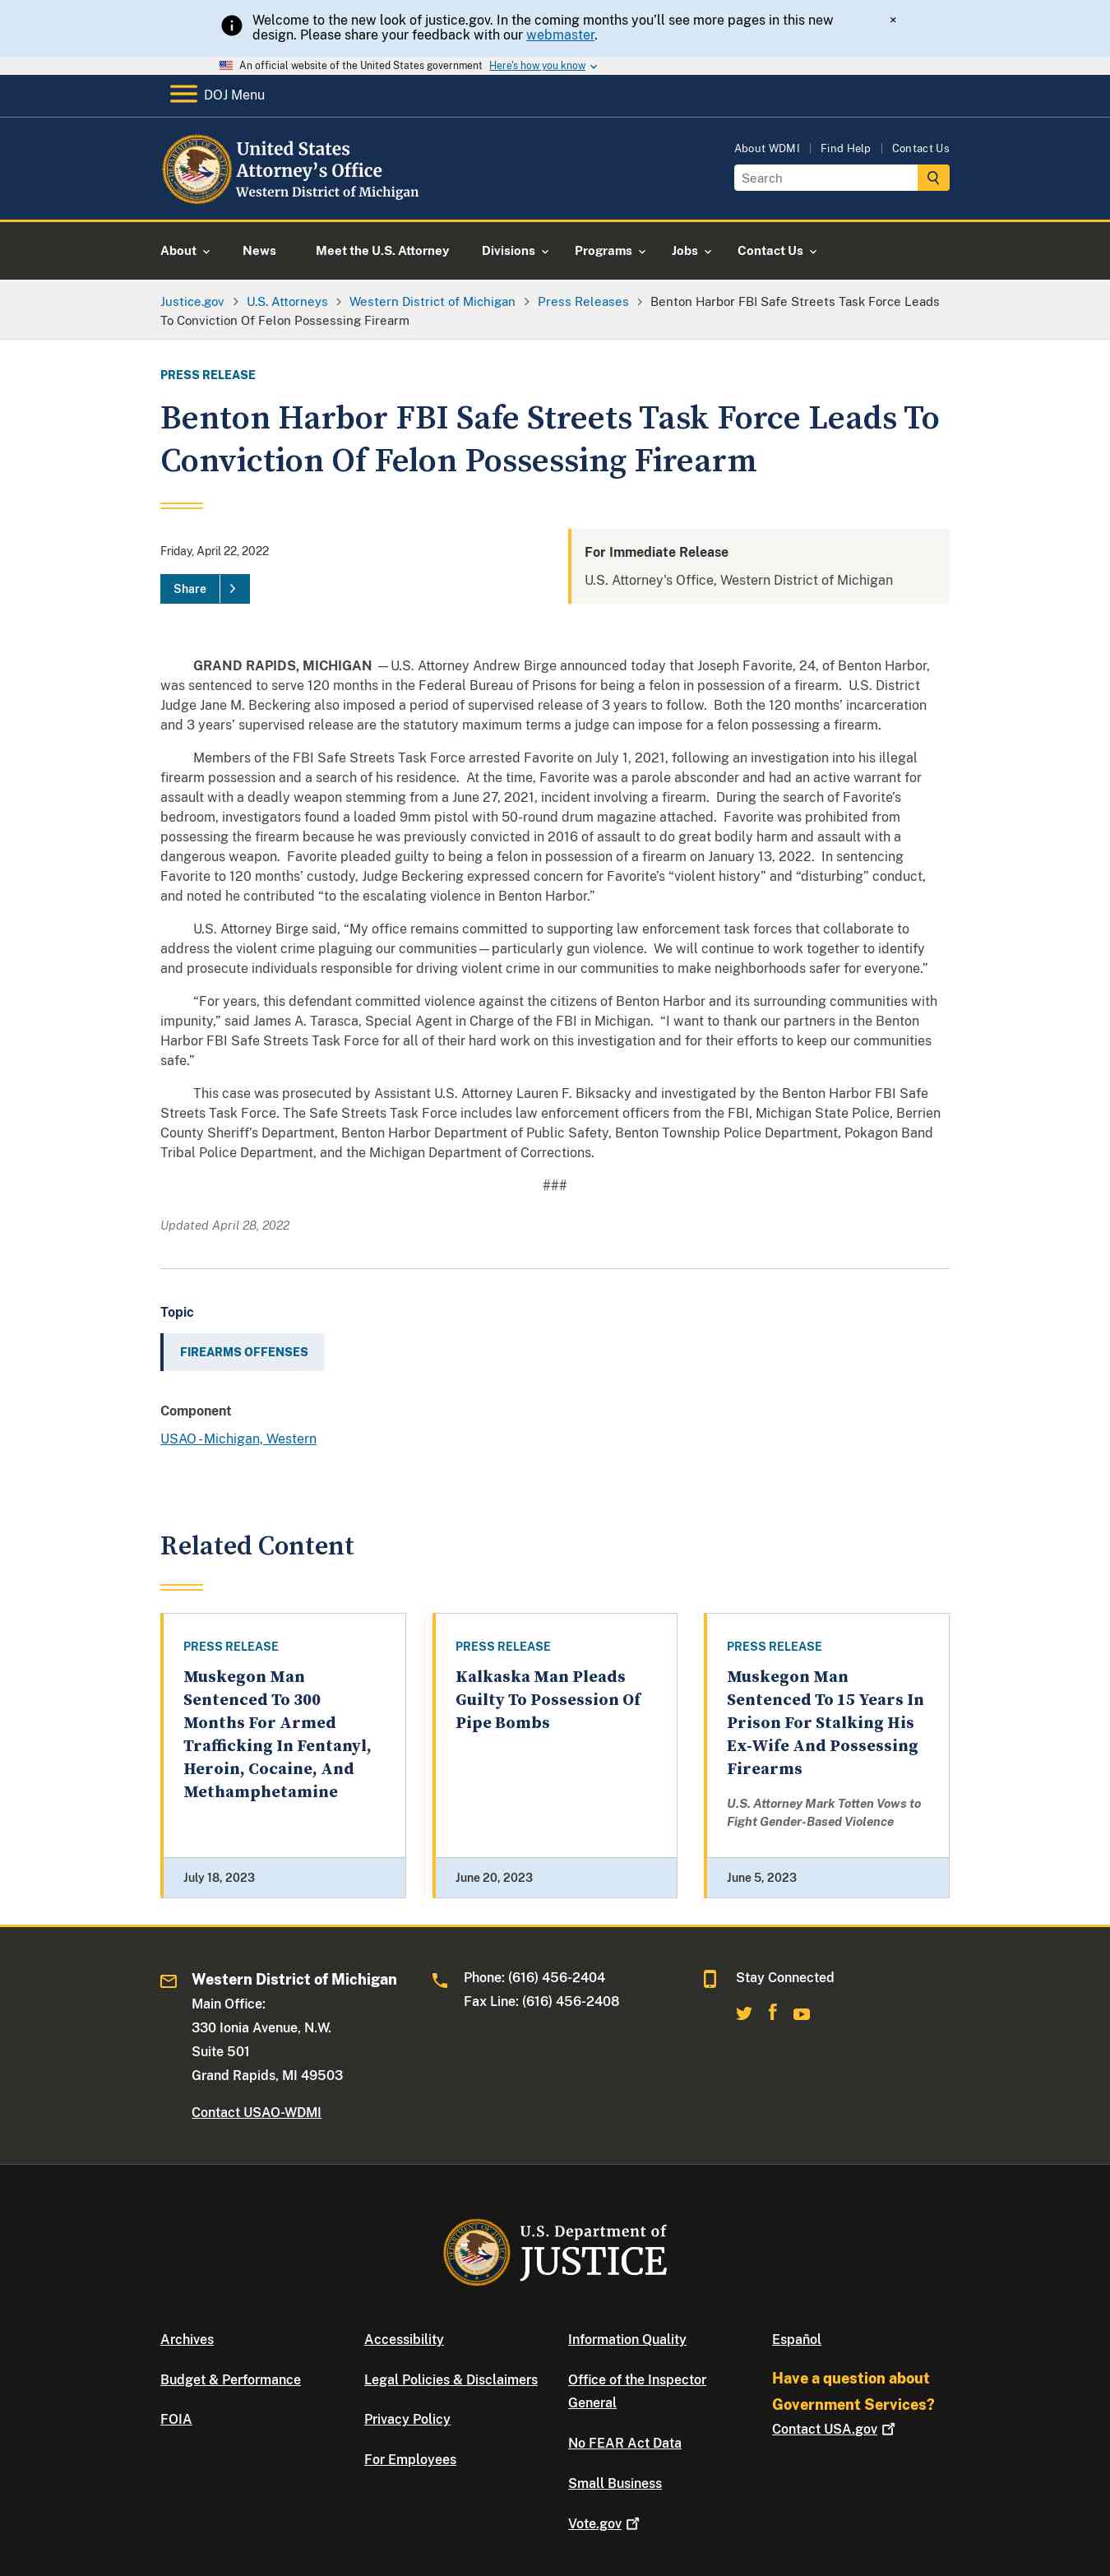 Welcome to the new look of justice.gov. In the coming months you'll see more pages in this new
design. Please share your feedback with our webmaster.
×
An official website of the United States government Here's how you know
DOJ Menu
United States
Attorney's Office
Western District of Michigan
About WDMI | Find Help | Contact Us
Search
About News Meet the U.S. Attorney Divisions Programs Jobs Contact Us
Justice.gov > U.S. Attorneys > Western District of Michigan > Press Releases > Benton Harbor FBI Safe Streets Task Force Leads
To Conviction Of Felon Possessing Firearm
PRESS RELEASE
Benton Harbor FBI Safe Streets Task Force Leads To
Conviction Of Felon Possessing Firearm
Friday, April 22, 2022
Share >
For Immediate Release
U.S. Attorney's Office, Western District of Michigan
GRAND RAPIDS, MICHIGAN — U.S. Attorney Andrew Birge announced today that Joseph Favorite, 24, of Benton Harbor,
was sentenced to serve 120 months in the Federal Bureau of Prisons for being a felon in possession of a firearm. U.S. District
Judge Jane M. Beckering also imposed a period of supervised release of 3 years to follow. Both the 120 months' incarceration
and 3 years' supervised release are the statutory maximum terms a judge can impose for a felon possessing a firearm.
Members of the FBI Safe Streets Task Force arrested Favorite on July 1, 2021, following an investigation into his illegal
firearm possession and a search of his residence. At the time, Favorite was a parole absconder and had an active warrant for
assault with a deadly weapon stemming from a June 27, 2021, incident involving a firearm. During the search of Favorite's
bedroom, investigators found a loaded 9mm pistol with 50-round drum magazine attached. Favorite was prohibited from
possessing the firearm because he was previously convicted in 2016 of assault to do great bodily harm and assault with a
dangerous weapon. Favorite pleaded guilty to being a felon in possession of a firearm on January 13, 2022. In sentencing
Favorite to 120 months' custody, Judge Beckering expressed concern for Favorite's “violent history” and “disturbing” conduct,
and noted he contributed “to the escalating violence in Benton Harbor.”
U.S. Attorney Birge said, “My office remains committed to supporting law enforcement task forces that collaborate to
address the violent crime plaguing our communities—particularly gun violence. We will continue to work together to identify
and prosecute individuals responsible for driving violent crime in our communities to make neighborhoods safer for everyone.”
“For years, this defendant committed violence against the citizens of Benton Harbor and its surrounding communities with
impunity,” said James A. Tarasca, Special Agent in Charge of the FBI in Michigan. “I want to thank our partners in the Benton
Harbor FBI Safe Streets Task Force for all of their hard work on this investigation and for their efforts to keep our communities
safe.”
This case was prosecuted by Assistant U.S. Attorney Lauren F. Biksacky and investigated by the Benton Harbor FBI Safe
Streets Task Force. The Safe Streets Task Force includes law enforcement officers from the FBI, Michigan State Police, Berrien
County Sheriff's Department, Benton Harbor Department of Public Safety, Benton Township Police Department, Pokagon Band
Tribal Police Department, and the Michigan Department of Corrections.
###
Updated April 28, 2022
Topic
FIREARMS OFFENSES
Component
USAO - Michigan, Western
Related Content
PRESS RELEASE
Muskegon Man
Sentenced To 300
Months For Armed
Trafficking In Fentanyl,
Heroin, Cocaine, And
Methamphetamine
July 18, 2023
PRESS RELEASE
Kalkaska Man Pleads
Guilty To Possession Of
Pipe Bombs
June 20, 2023
PRESS RELEASE
Muskegon Man
Sentenced To 15 Years In
Prison For Stalking His
Ex-Wife And Possessing
Firearms
U.S. Attorney Mark Totten Vows to
Fight Gender-Based Violence
June 5, 2023
Western District of Michigan
Main Office:
330 Ionia Avenue, N.W.
Suite 501
Grand Rapids, MI 49503
Contact USAO-WDMI
Phone: (616) 456-2404
Fax Line: (616) 456-2408
Stay Connected
U.S. Department of
JUSTICE
Archives
Budget & Performance
FOIA
Accessibility
Legal Policies & Disclaimers
Privacy Policy
For Employees
Information Quality
Office of the Inspector
General
No FEAR Act Data
Small Business
Vote.gov
Español
Have a question about
Government Services?
Contact USA.gov